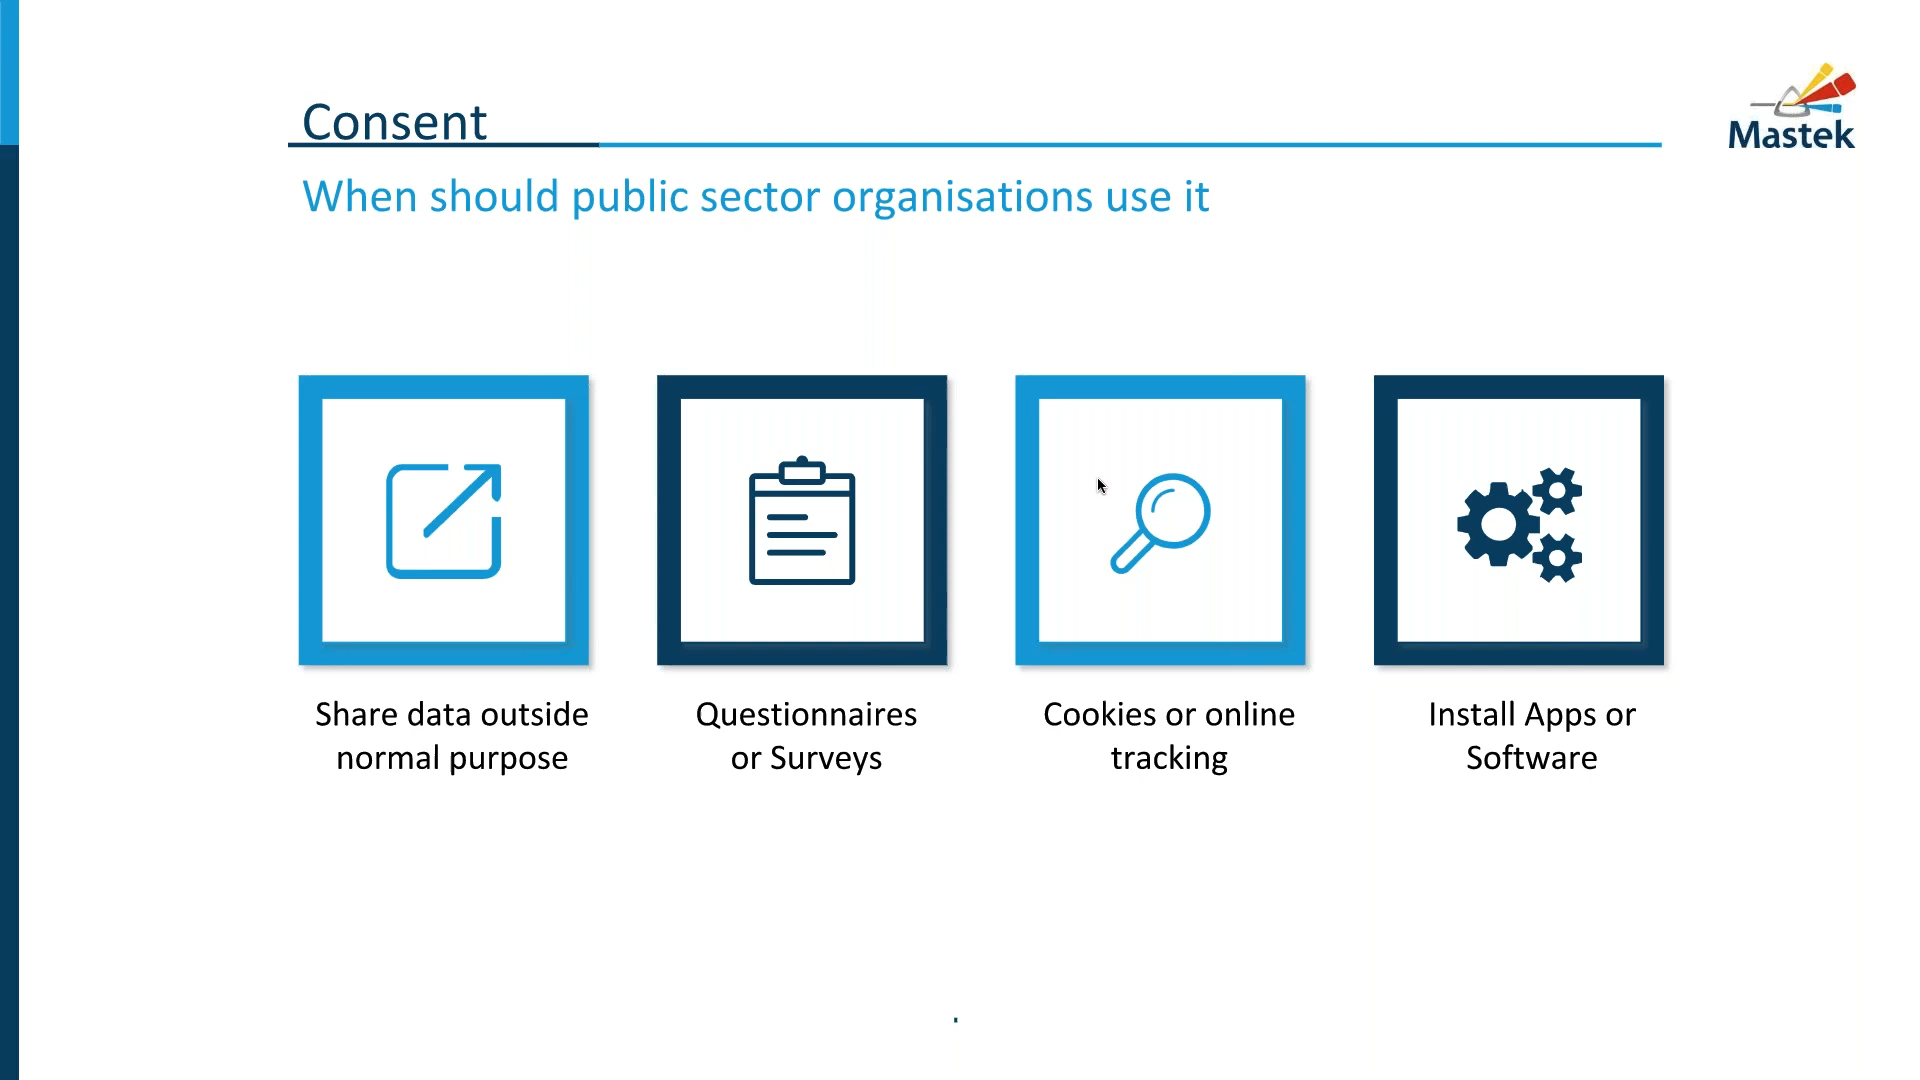 Consent
Mastek
When should public sector organisations use it
Share data outside
normal purpose
Questionnaires
or Surveys
Cookies or online
tracking
Install Apps or
Software